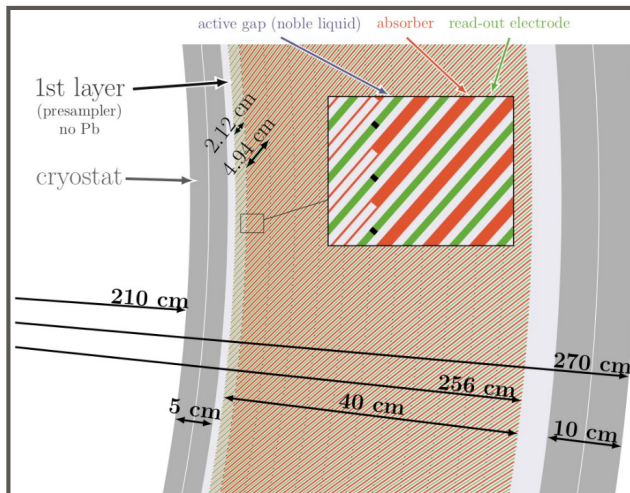 active gap (noble liquid) absorber read-out electrode
1st layer
(presampler)
no Pb
2.12 cm
4.94 cm
cryostat
210 cm
270 cm
256 cm
40 cm
5 cm
10 cm